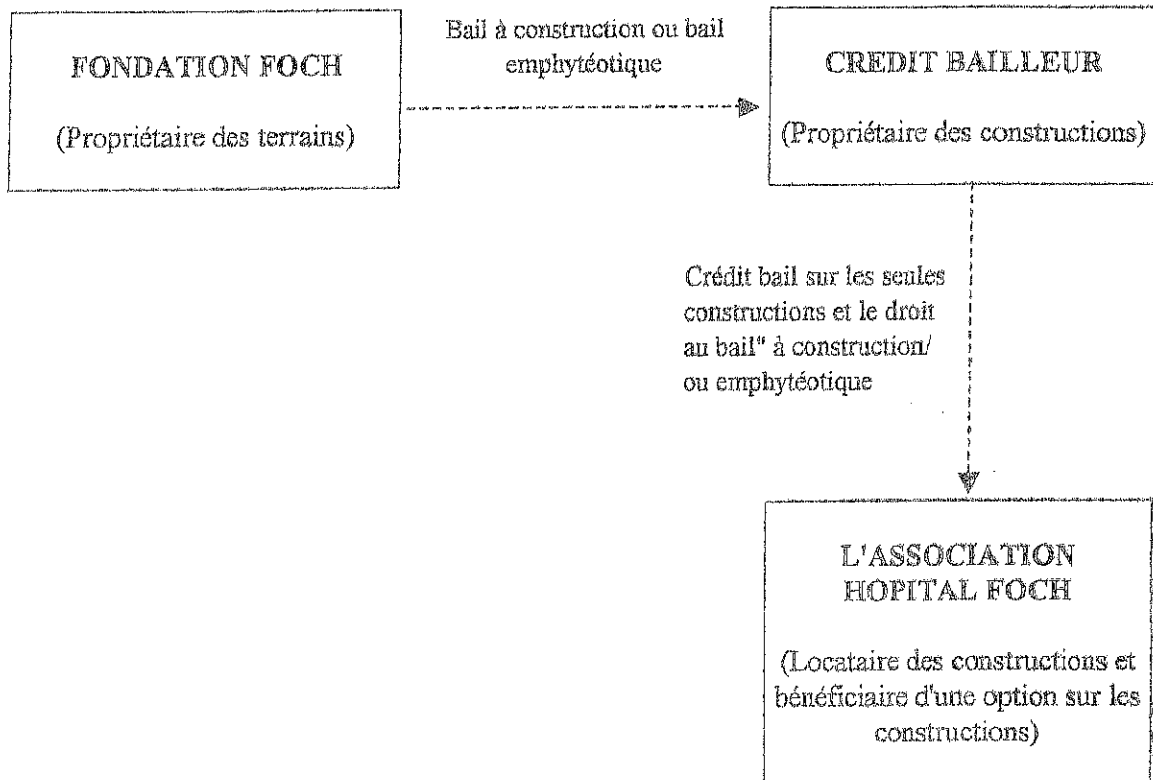 Bail à construction ou bail
emphytéotique
FONDATION FOCH
(Propriétaire des terrains)
CREDIT BAILLEUR
(Propriétaire des constructions)
Crédit bail sur les seules
constructions et le droit
au bail" à construction/
ou emphytéotique
L'ASSOCIATION
HOPITAL FOCH
(Locataire des constructions et
bénéficiaire d'une option sur les
constructions)